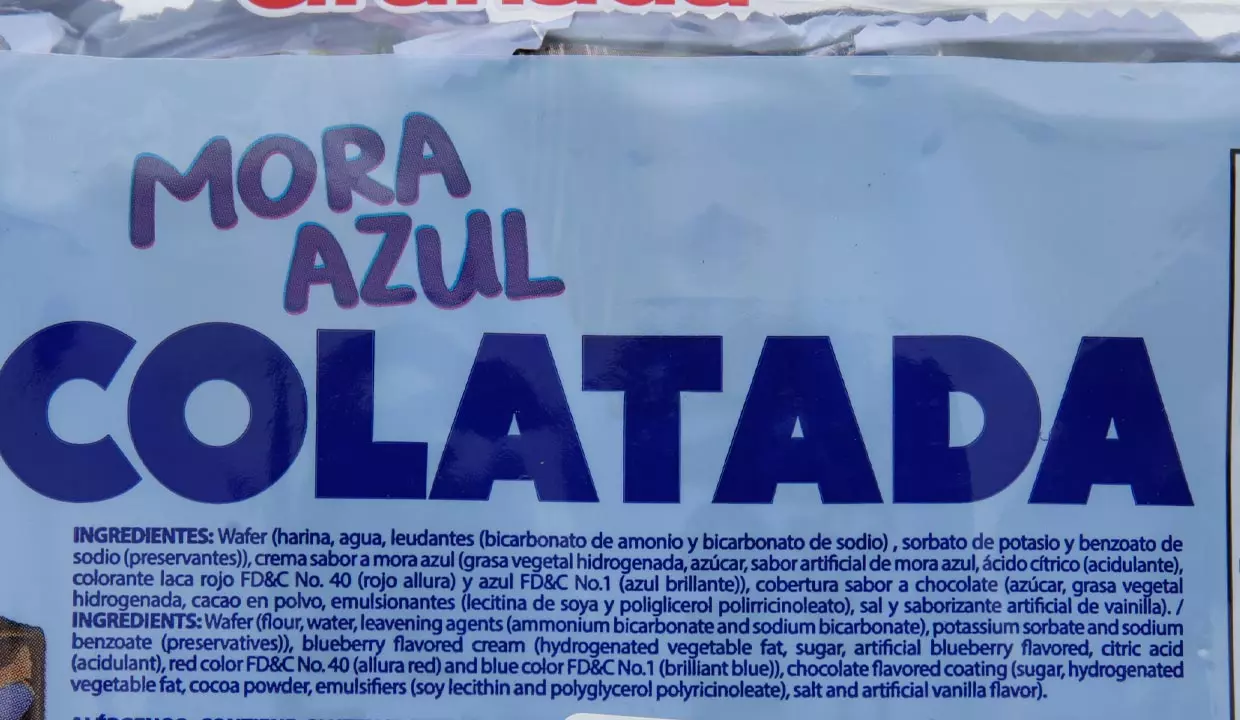 MORA
AZUL
COLATADA
INGREDIENTES: Wafer (harina, agua, leudantes (bicarbonato de amonio y bicarbonato de sodio) , sorbato de potasio y benzoato de
sodio (preservantes)), crema sabor a mora azul (grasa vegetal hidrogenada, azúcar, sabor artificial de mora azul, ácido cítrico (acidulante),
colorante laca rojo FD&C No. 40 (rojo allura) y azul FD&C No.1 (azul brillante)), cobertura sabor a chocolate (azúcar, grasa vegetal
hidrogenada, cacao en polvo, emulsionantes (lecitina de soya y poliglicerol polirricinoleato), sal y saborizante artificial de vainilla). /
INGREDIENTS: Wafer (flour, water, leavening agents (ammonium bicarbonate and sodium bicarbonate), potassium sorbate and sodium
benzoate (preservatives)), blueberry flavored cream (hydrogenated vegetable fat, sugar, artificial blueberry flavored, citric acid
(acidulant), red color FD&C No. 40 (allura red) and blue color FD&C No.1 (brilliant blue)), chocolate flavored coating (sugar, hydrogenated
vegetable fat, cocoa powder, emulsifiers (soy lecithin and polyglycerol polyricinoleate), salt and artificial vanilla flavor).